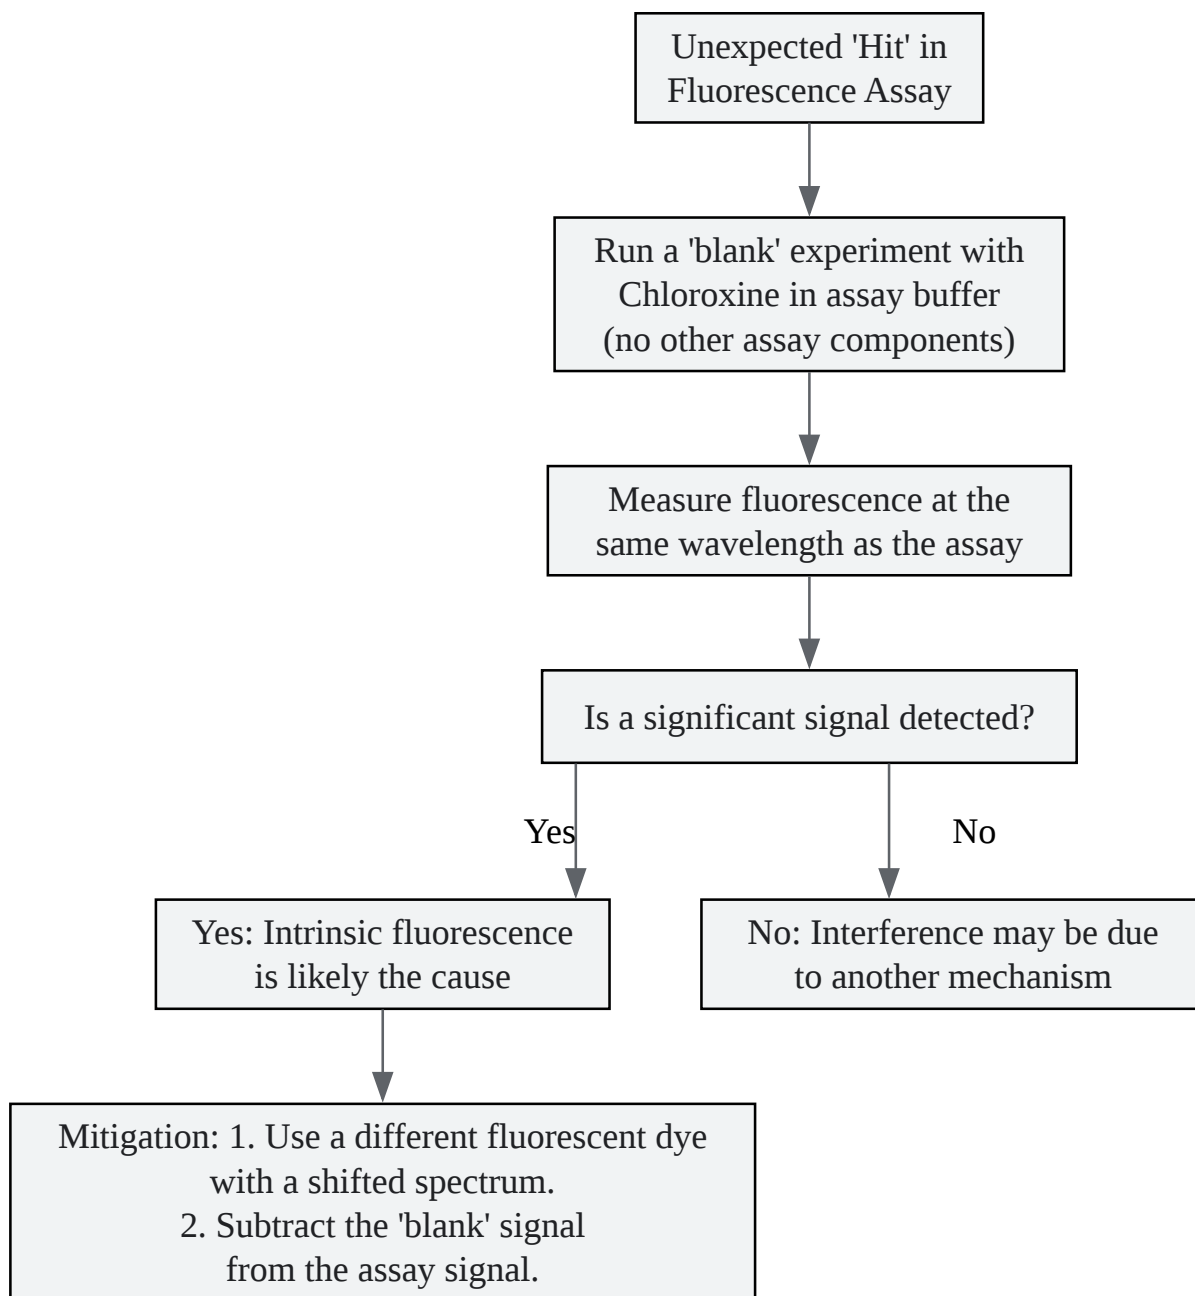 Unexpected 'Hit' in
Fluorescence Assay
Run a 'blank' experiment with
Chloroxine in assay buffer
(no other assay components)
Measure fluorescence at the
same wavelength as the assay
Is a significant signal detected?
Yes
No
Yes: Intrinsic fluorescence
is likely the cause
No: Interference may be due
to another mechanism
Mitigation: 1. Use a different fluorescent dye
with a shifted spectrum.
2. Subtract the 'blank' signal
from the assay signal.